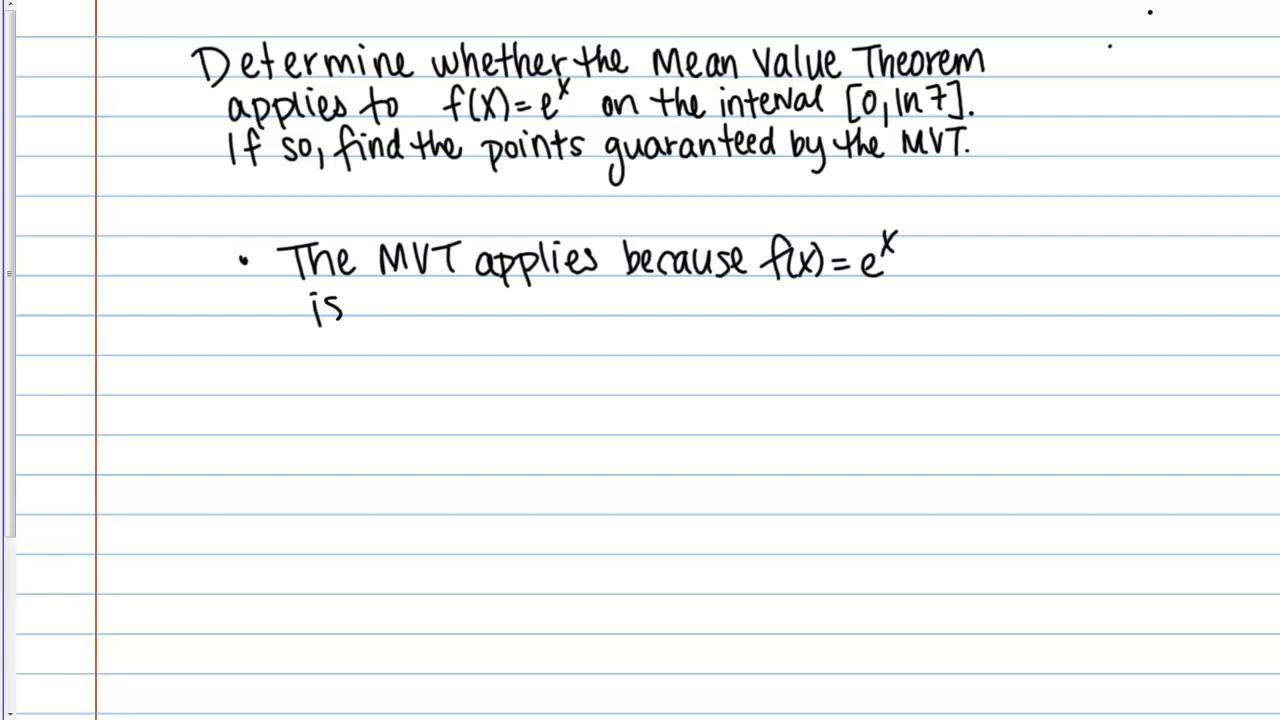 Determine whether the Mean Value Theorem
applies to f(x) = e^x on the interval [0, ln 7].
If so, find the points guaranteed by the MVT.
• The MVT applies because f(x) = e^x
is